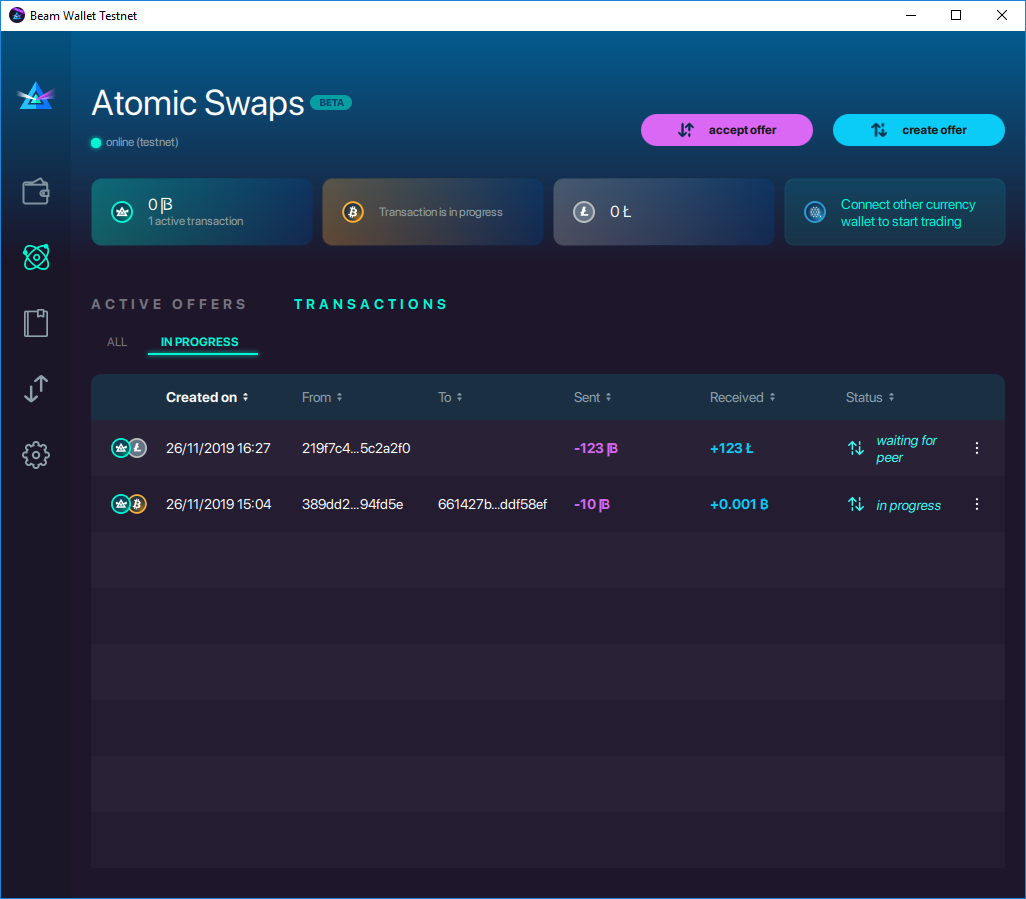 Beam Wallet Testnet
Atomic Swaps BETA
online (testnet)
accept offer
create offer
0 ₿
1 active transaction
Transaction is in progress
0 Ł
Connect other currency
wallet to start trading
ACTIVE OFFERS TRANSACTIONS
ALL IN PROGRESS
Created on From To Sent Received Status
26/11/2019 16:27 219f7c4...5c2a2f0 -123 ₿ +123 Ł waiting for
peer
26/11/2019 15:04 389dd2...94fd5e 661427b...ddf58ef -10 ₿ +0.001 ₿ in progress